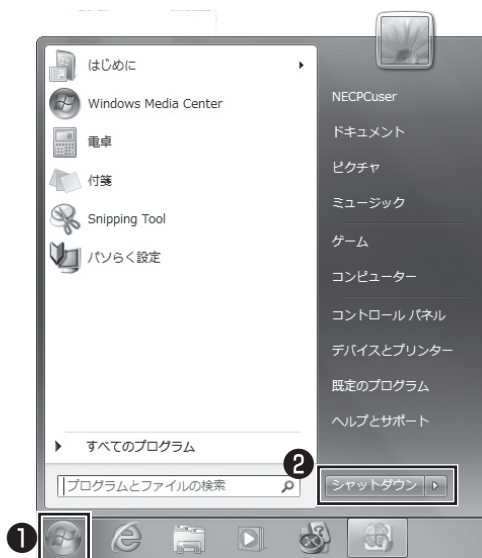 はじめに
Windows Media Center
電卓
付箋
Snipping Tool
パソらく設定
すべてのプログラム
プログラムとファイルの検索
NECPCuser
ドキュメント
ピクチャ
ミュージック
ゲーム
コンピューター
コントロール パネル
デバイスとプリンター
既定のプログラム
ヘルプとサポート
❷
シャットダウン
❶